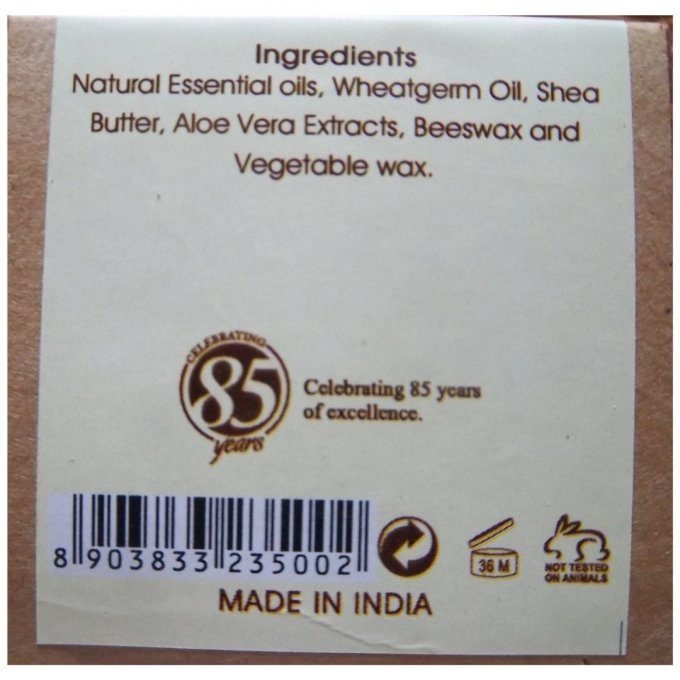 Ingredients
Natural Essential oils, Wheatgerm Oil, Shea
Butter, Aloe Vera Extracts, Beeswax and
Vegetable wax.
CELEBRATING
85
years
Celebrating 85 years
of excellence.
8 903833 235002
36 M
NOT TESTED
ON ANIMALS
MADE IN INDIA